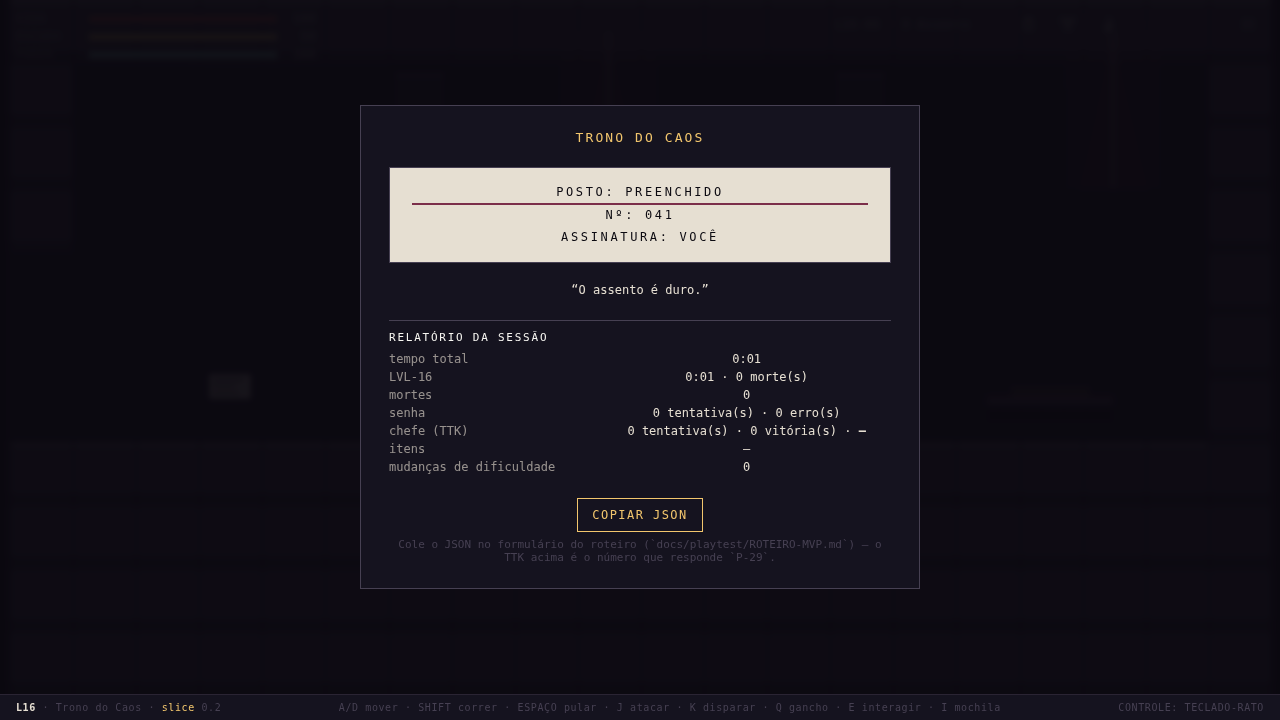 TRONO DO CAOS
POSTO: PREENCHIDO
Nº: 041
ASSINATURA: VOCÊ
“O assento é duro.”
RELATÓRIO DA SESSÃO
tempo total 0:01
LVL-16 0:01 · 0 morte(s)
mortes 0
senha 0 tentativa(s) · 0 erro(s)
chefe (TTK) 0 tentativa(s) · 0 vitória(s) · —
itens —
mudanças de dificuldade 0
COPIAR JSON
Cole o JSON no formulário do roteiro (`docs/playtest/ROTEIRO-MVP.md`) — o
TTK acima é o número que responde `P-29`.
L16 · Trono do Caos · slice 0.2
A/D mover · SHIFT correr · ESPAÇO pular · J atacar · K disparar · Q gancho · E interagir · I mochila
CONTROLE: TECLADO-RATO